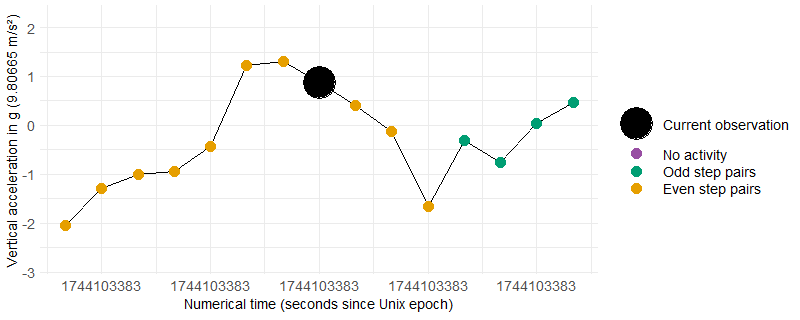 Vertical acceleration in g (9.80665 m/s²)
2
1
0
-1
-2
-3
1744103383 1744103383 1744103383 1744103383 1744103383
Numerical time (seconds since Unix epoch)
Current observation
No activity
Odd step pairs
Even step pairs